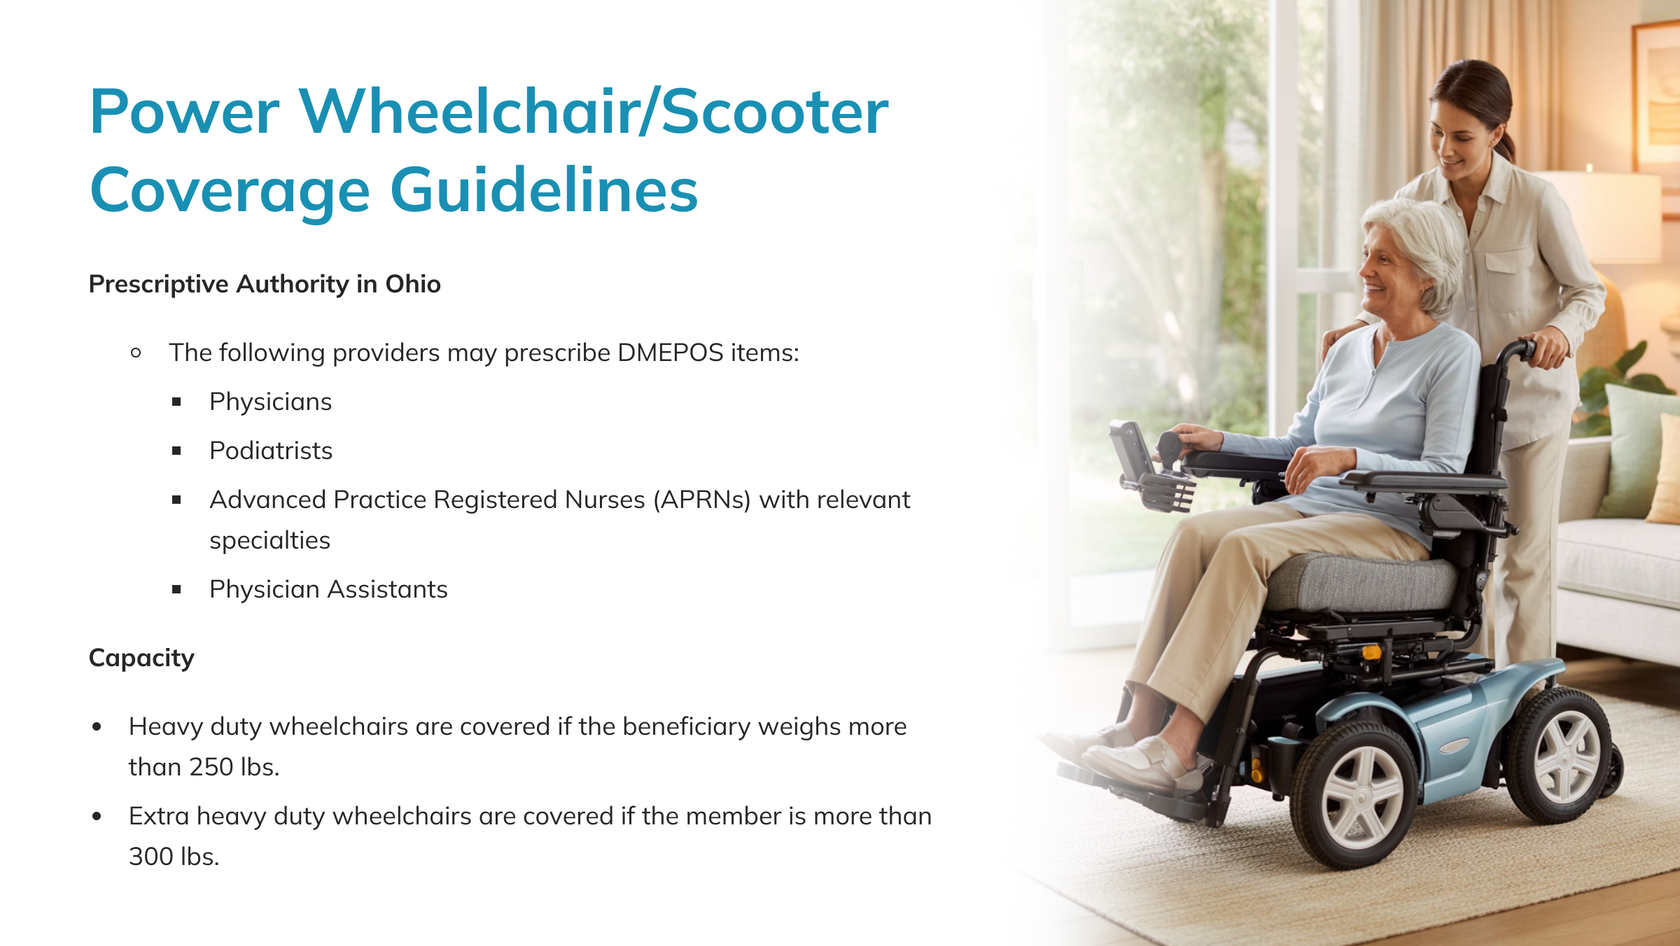 Power Wheelchair/Scooter
Coverage Guidelines
Prescriptive Authority in Ohio
The following providers may prescribe DMEPOS items:
Physicians
Podiatrists
Advanced Practice Registered Nurses (APRNs) with relevant
specialties
Physician Assistants
Capacity
Heavy duty wheelchairs are covered if the beneficiary weighs more
than 250 lbs.
Extra heavy duty wheelchairs are covered if the member is more than
300 lbs.